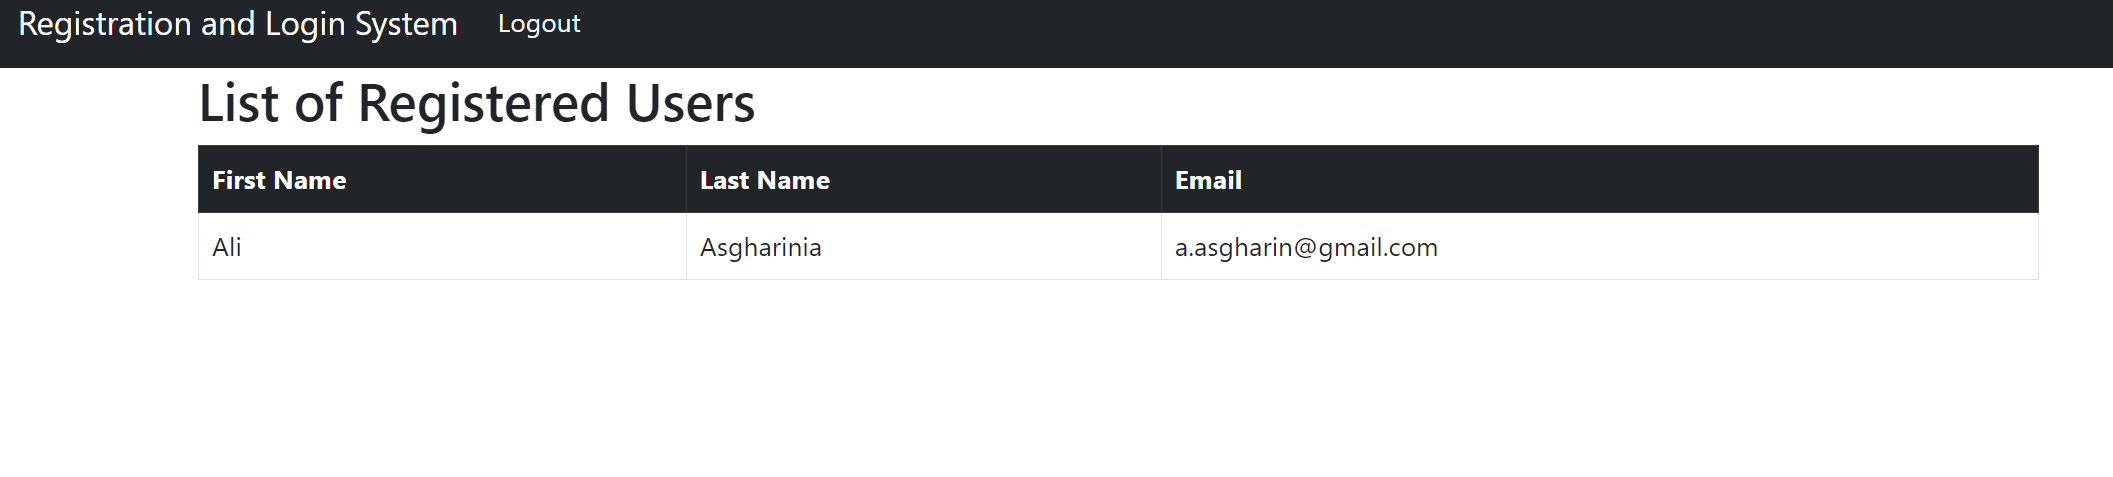 Registration and Login System Logout
List of Registered Users
First Name Last Name Email
Ali Asgharinia a.asgharin@gmail.com